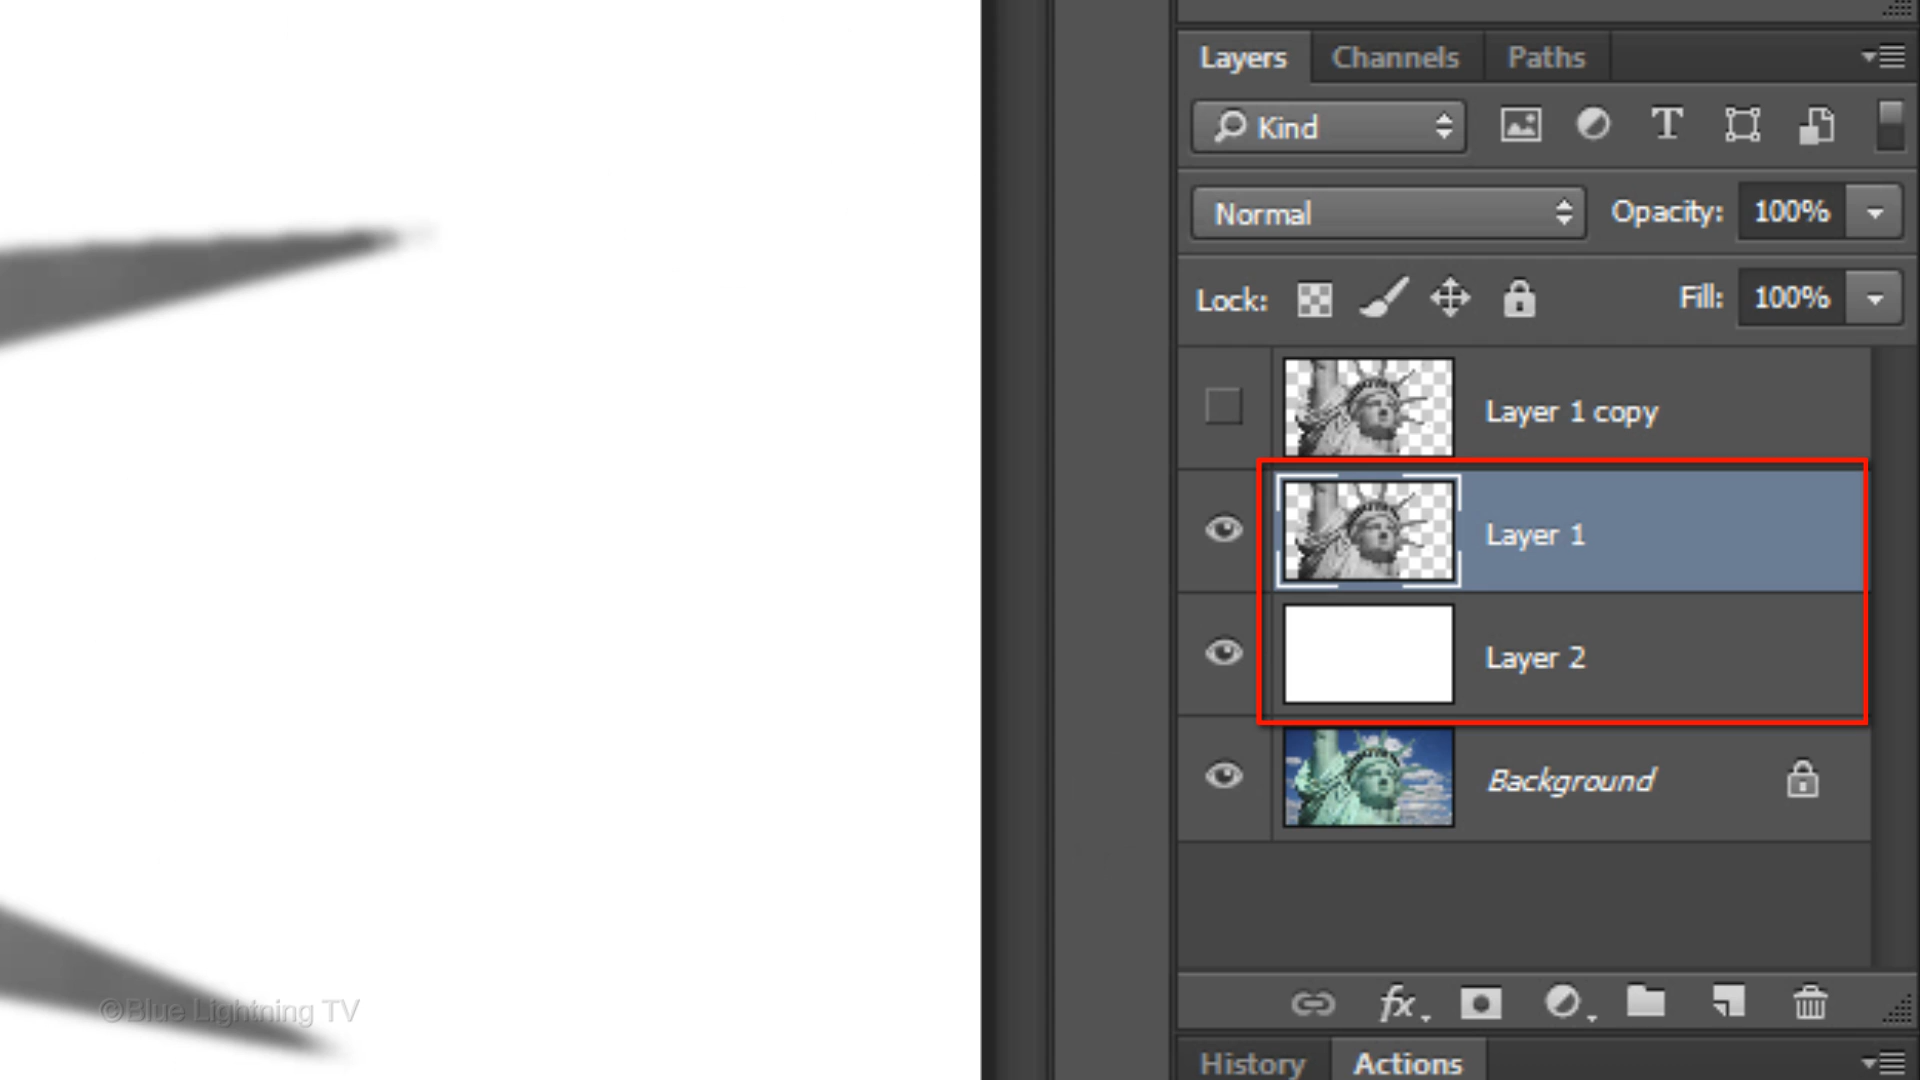 Layers Channels Paths
Kind T
Normal Opacity: 100%
Lock: Fill: 100%
Layer 1 copy
Layer 1
Layer 2
Background
©Blue Lightning TV
fx
History Actions